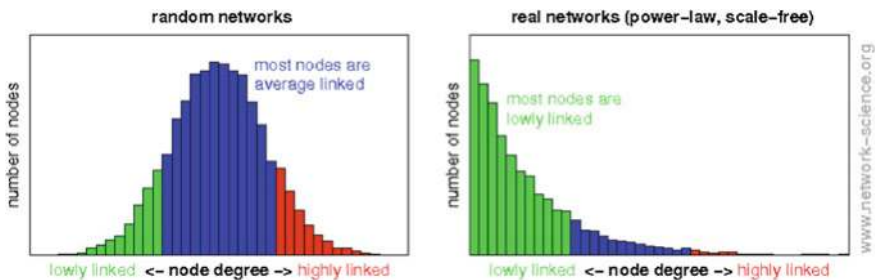 random networks
number of nodes
most nodes are
average linked
lowly linked <- node degree -> highly linked
real networks (power-law, scale-free)
number of nodes
most nodes are
lowly linked
lowly linked <- node degree -> highly linked
www.network-science.org